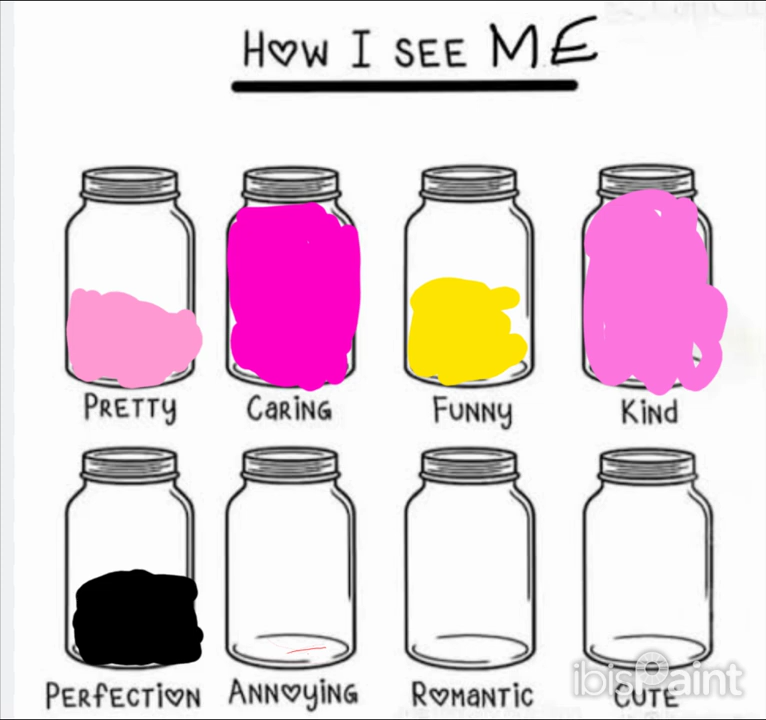 How I SEE ME
PRETTY CARING FUNNY KIND
PERFECTION ANNOYING ROMANTIC CUTE
ibisPaint